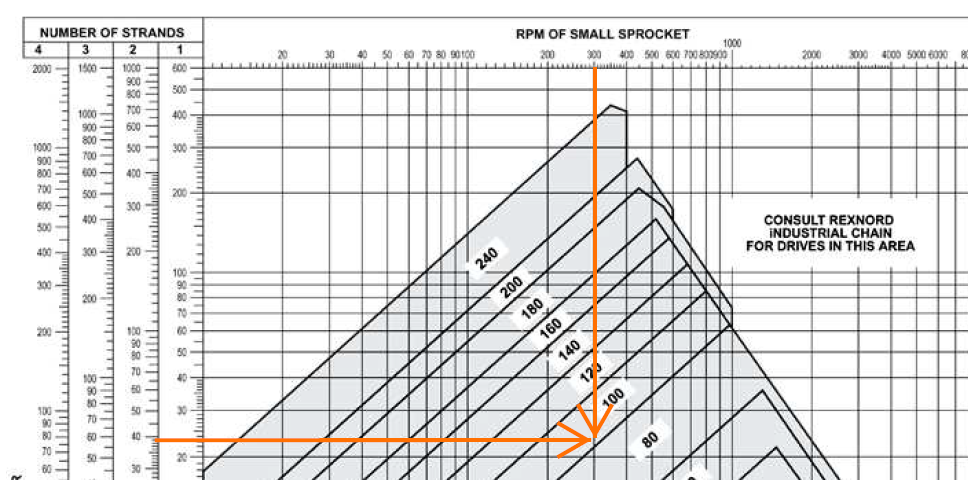 NUMBER OF STRANDS
RPM OF SMALL SPROCKET
4 3 2 1
20 30 40 50 60 70 80 90 100 200 300 400 500 600 700 800 900 1000 2000 3000 4000 5000 6000
2000 1500 1000 600
900
800 500
1000 700 400
900 600
1000 800 500 300
900 700
800 600 400
700 500 200
600 400 300
500
400 300 200
CONSULT REXNORD
INDUSTRIAL CHAIN
FOR DRIVES IN THIS AREA
240
100
300 200 90
200
80
180
70
200 100 60
160
90
80 50
140
100 70 40
120
90
80 60
100
100 70 50 30
90
80 60 40
80
70 50 20
60 30